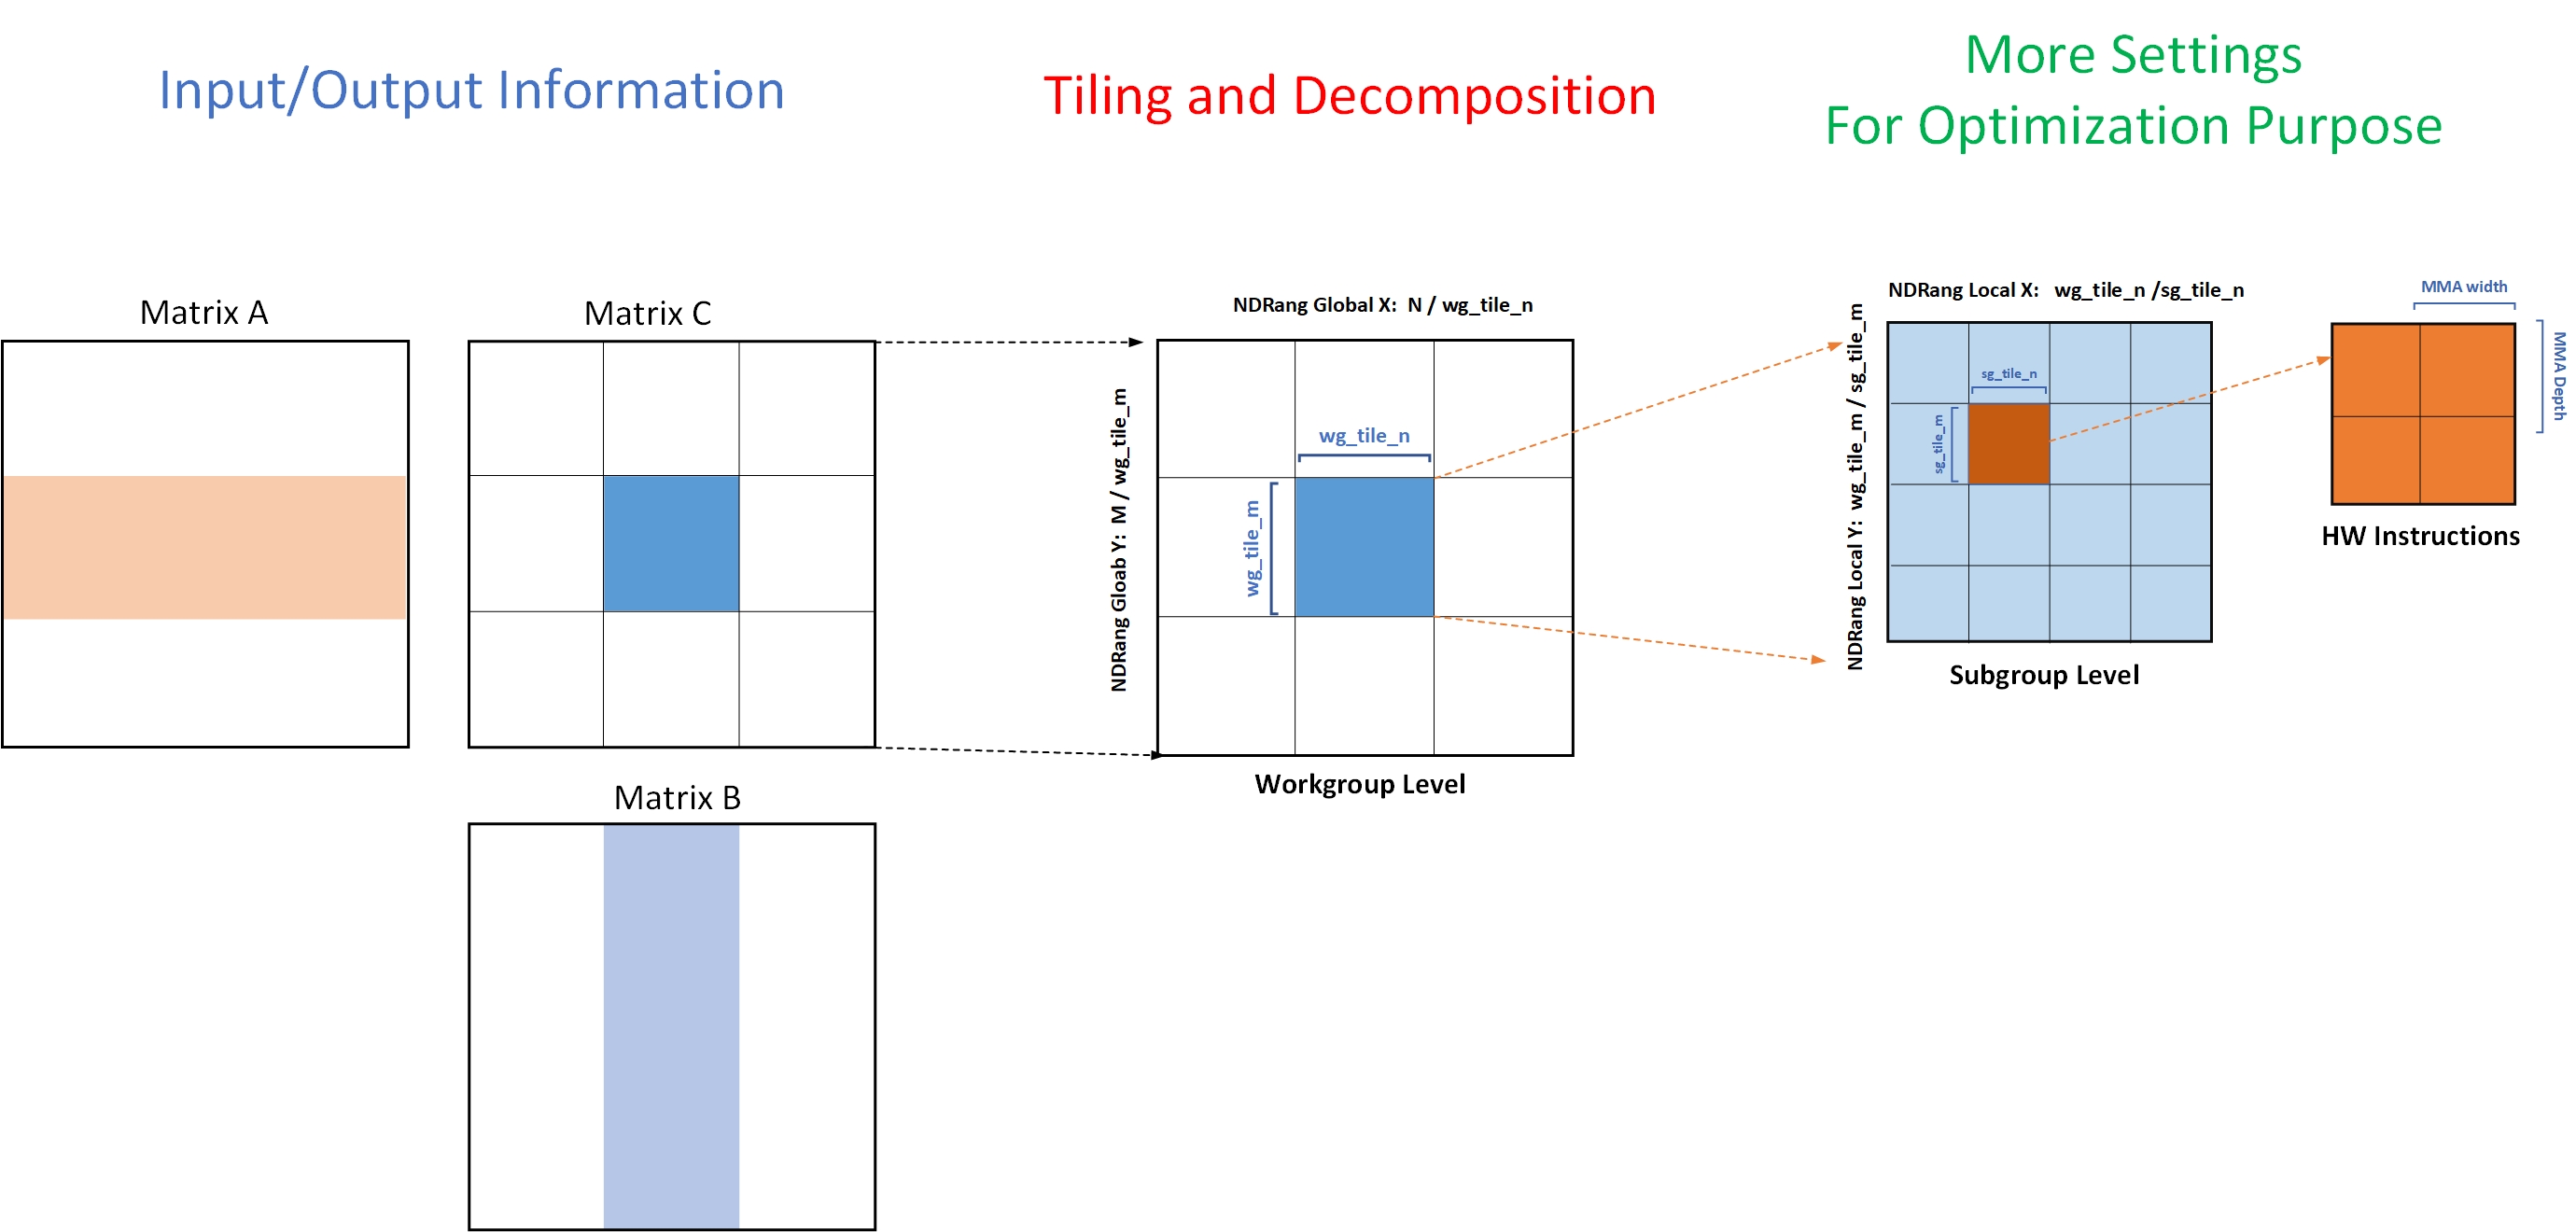 Input/Output Information
Tiling and Decomposition
More Settings
For Optimization Purpose
Matrix A
Matrix C
Matrix B
NDRang Global X: N / wg_tile_n
NDRang Gloab Y: M / wg_tile_m
wg_tile_n
wg_tile_m
Workgroup Level
NDRang Local X: wg_tile_n /sg_tile_n
NDRang Local Y: wg_tile_m / sg_tile_m
sg_tile_n
sg_tile_m
Subgroup Level
MMA width
MMA Depth
HW Instructions